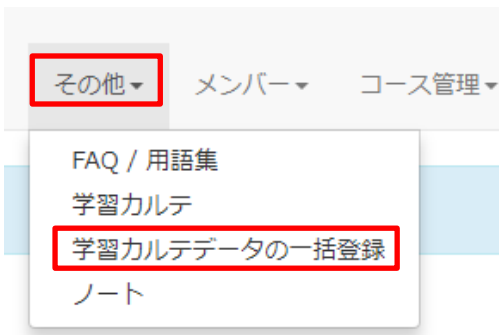 その他▾ メンバー▾ コース管理▾
FAQ / 用語集
学習カルテ
学習カルテデータの一括登録
ノート